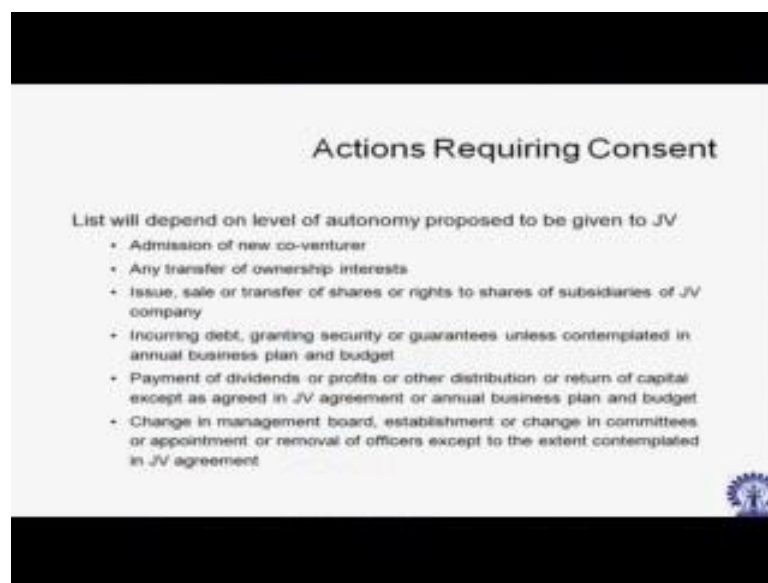 Actions Requiring Consent
List will depend on level of autonomy proposed to be given to JV
• Admission of new co-venturer
• Any transfer of ownership interests
• Issue, sale or transfer of shares or rights to shares of subsidiaries of JV
company
• Incurring debt, granting security or guarantees unless contemplated in
annual business plan and budget
• Payment of dividends or profits or other distribution or return of capital
except as agreed in JV agreement or annual business plan and budget
• Change in management board, establishment or change in committees
or appointment or removal of officers except to the extent contemplated
in JV agreement